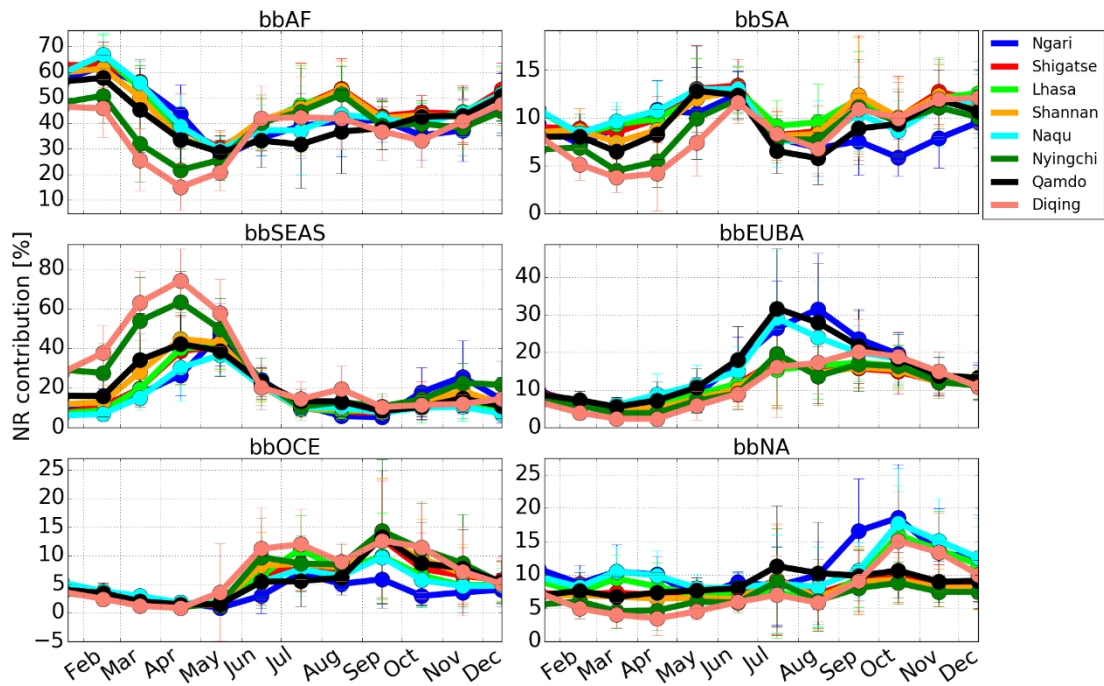 bbAF
70
60
50
40
30
20
10
bbSA
15
10
5
0
Ngari
Shigatse
Lhasa
Shannan
Naqu
Nyingchi
Qamdo
Diqing
NR contribution [%]
bbSEAS
80
60
40
20
0
bbEUBA
40
30
20
10
0
bbOCE
25
20
15
10
5
0
−5
Feb Mar Apr May Jun Jul Aug Sep Oct Nov Dec
bbNA
25
20
15
10
5
0
Feb Mar Apr May Jun Jul Aug Sep Oct Nov Dec